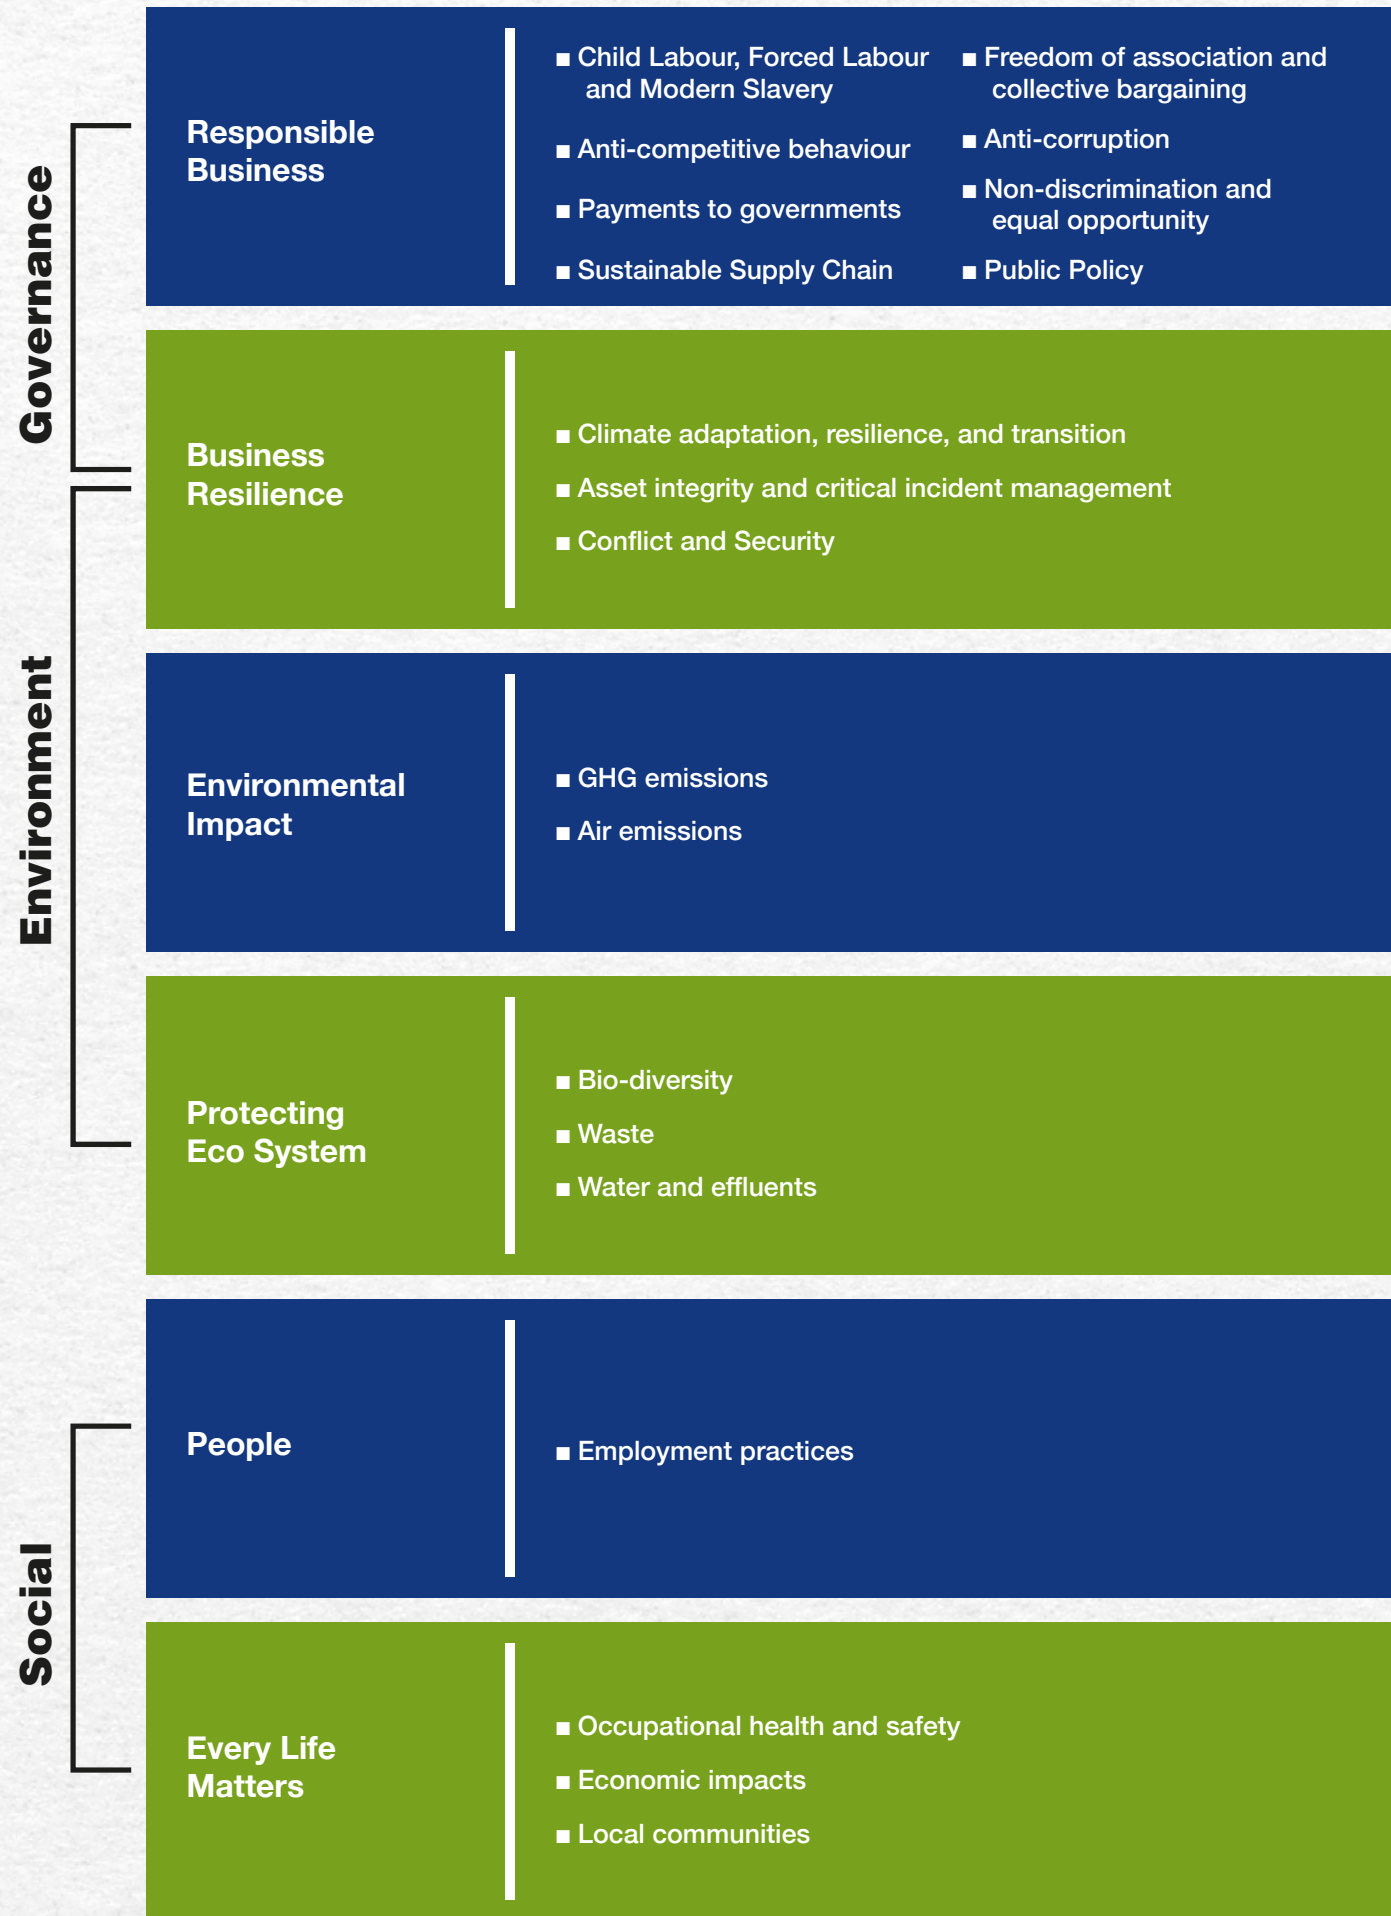 Governance
Responsible
Business
■ Child Labour, Forced Labour
and Modern Slavery
■ Anti-competitive behaviour
■ Payments to governments
■ Sustainable Supply Chain
■ Freedom of association and
collective bargaining
■ Anti-corruption
■ Non-discrimination and
equal opportunity
■ Public Policy
Business
Resilience
■ Climate adaptation, resilience, and transition
■ Asset integrity and critical incident management
■ Conflict and Security
Environment
Environmental
Impact
■ GHG emissions
■ Air emissions
Protecting
Eco System
■ Bio-diversity
■ Waste
■ Water and effluents
Social
People
■ Employment practices
Every Life
Matters
■ Occupational health and safety
■ Economic impacts
■ Local communities